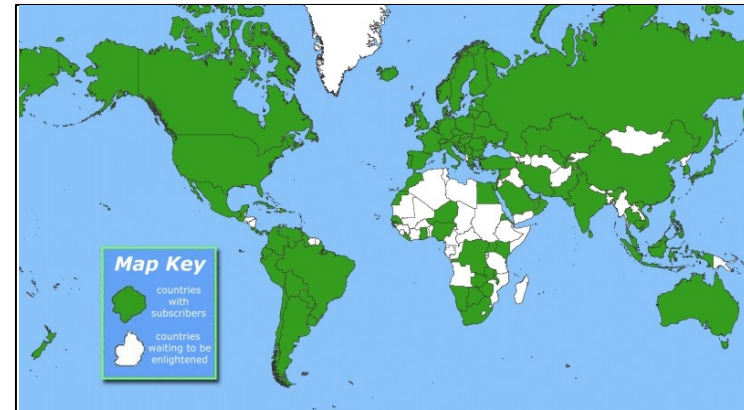 Map Key
countries
with
subscribers
countries
waiting to be
enlightened